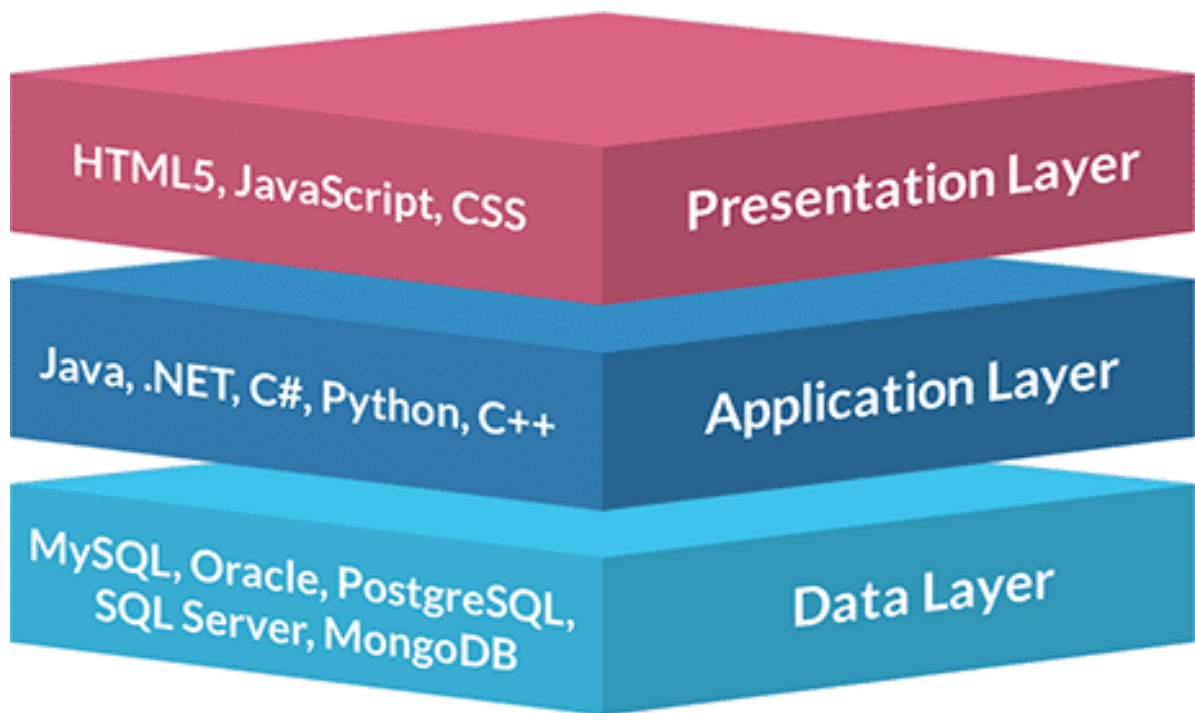 HTML5, JavaScript, CSS
Presentation Layer
Java, .NET, C#, Python, C++
Application Layer
MySQL, Oracle, PostgreSQL,
SQL Server, MongoDB
Data Layer